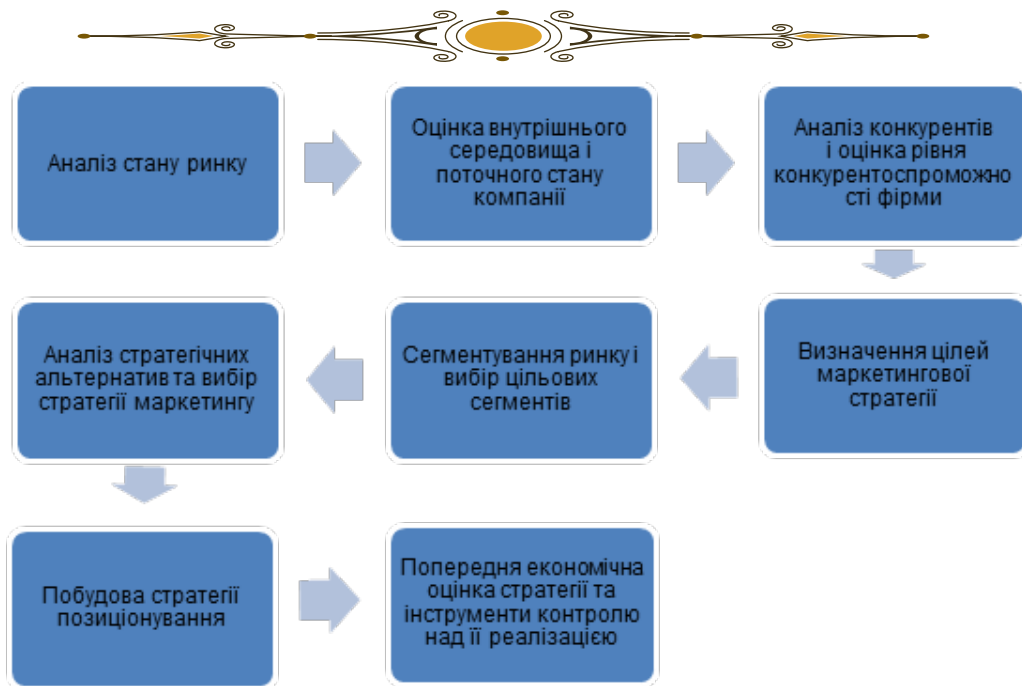 Аналіз стану ринку
Оцінка внутрішнього
середовища і
поточного стану
компанії
Аналіз конкурентів
і оцінка рівня
конкурентоспроможно
сті фірми
Визначення цілей
маркетингової
стратегії
Сегментування ринку і
вибір цільових
сегментів
Аналіз стратегічних
альтернатив та вибір
стратегії маркетингу
Побудова стратегії
позиціонування
Попередня економічна
оцінка стратегії та
інструменти контролю
над її реалізацією